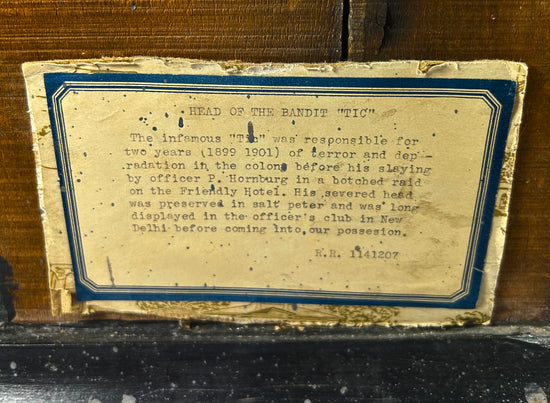 HEAD OF THE BANDIT "TIC"
The infamous "Tic" was responsible for
two years (1899 1901) of terror and dep-
radation in the colony before his slaying
by officer P. Hornburg in a botched raid
on the Friendly Hotel. His severed head
was preserved in salt peter and was long
displayed in the officer's club in New
Delhi before coming into our possesion.
R.R. 1141207